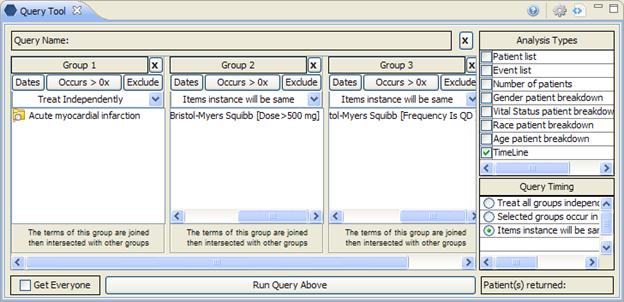 Query Tool
Query Name:
X
Group 1
X
Group 2
X
Group 3
X
Dates
Occurs > 0x
Exclude
Dates
Occurs > 0x
Exclude
Dates
Occurs > 0x
Exclude
Treat Independently
Items instance will be same
Items instance will be same
Acute myocardial infarction
Bristol-Myers Squibb [Dose>500 mg]
tol-Myers Squibb [Frequency Is QD
The terms of this group are joined
then intersected with other groups
The terms of this group are joined
then intersected with other groups
The terms of this group are joined
then intersected with other groups
Analysis Types
Patient list
Event list
Number of patients
Gender patient breakdown
Vital Status patient breakdow
Race patient breakdown
Age patient breakdown
TimeLine
Query Timing
Treat all groups independ
Selected groups occur in
Items instance will be sar
Get Everyone
Run Query Above
Patient(s) returned: